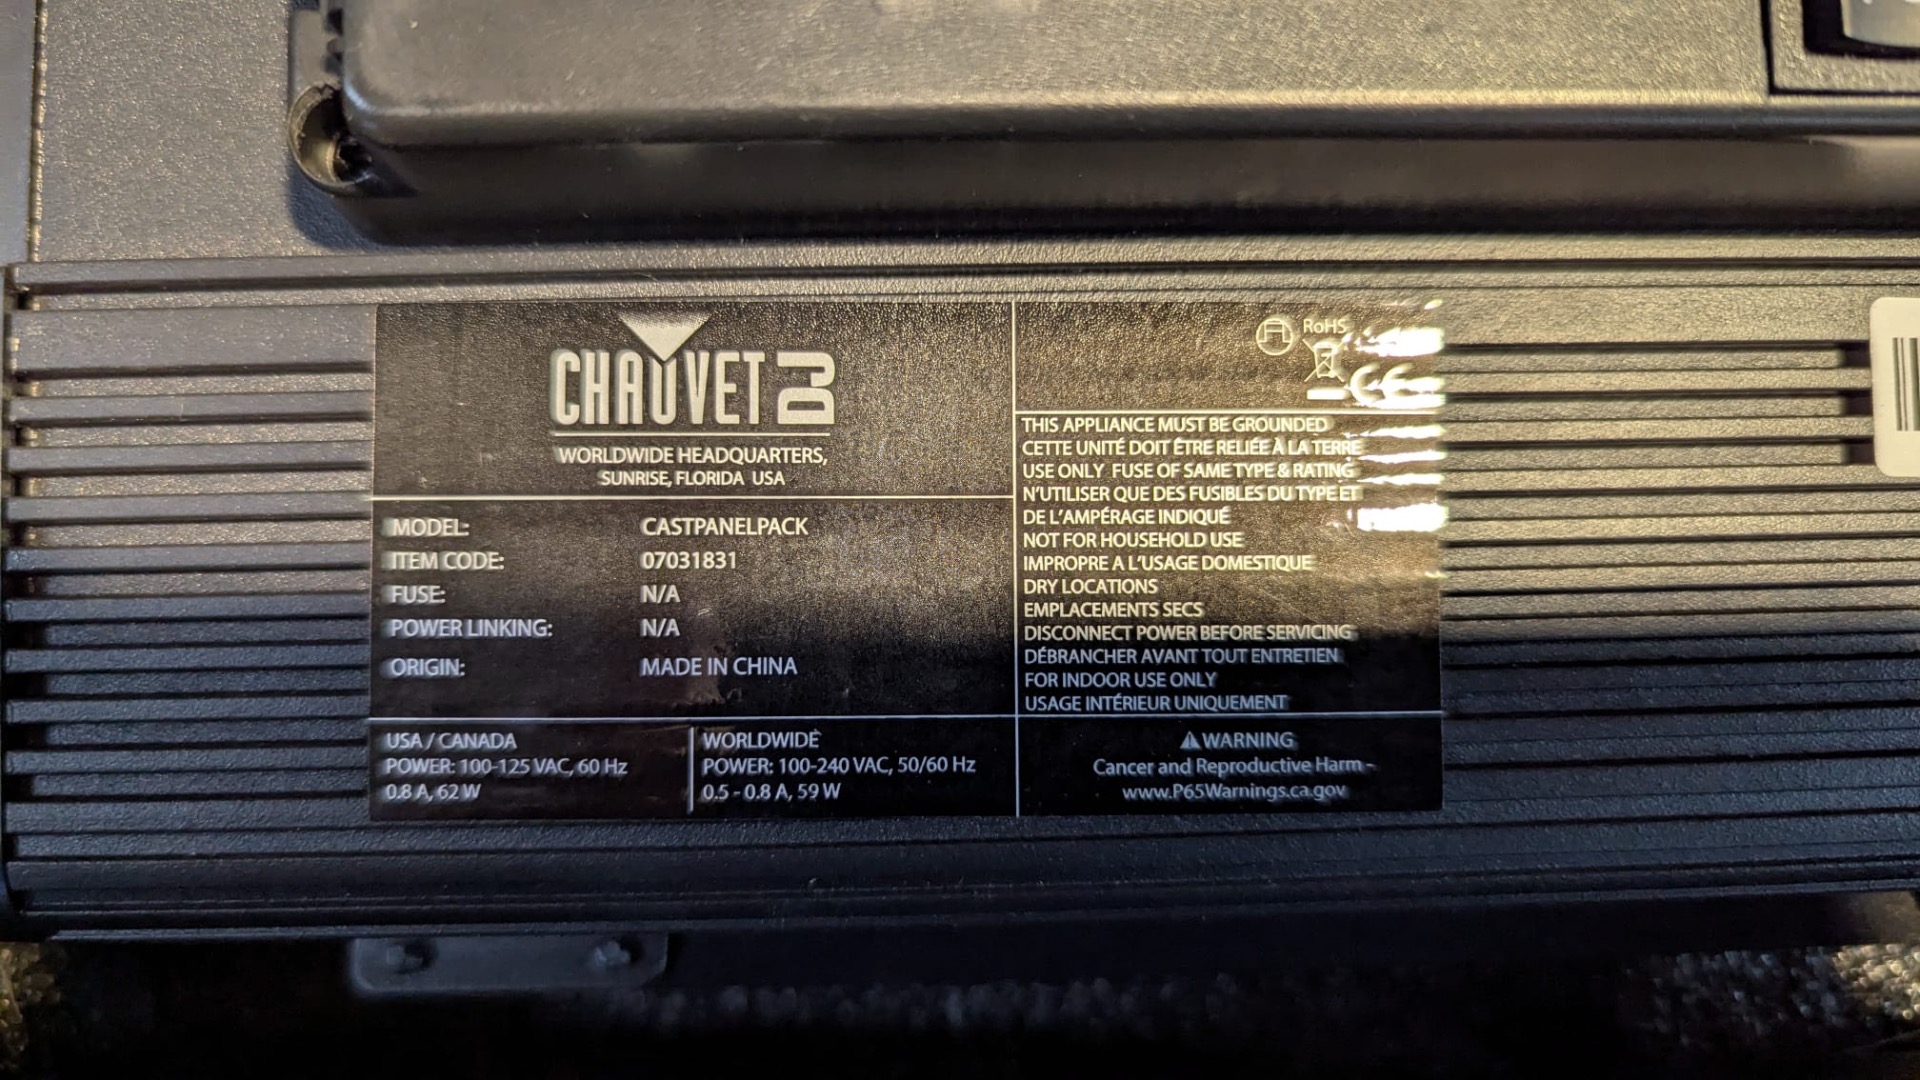 CHAUVET DJ
WORLDWIDE HEADQUARTERS,
SUNRISE, FLORIDA USA
MODEL: CASTPANELPACK
ITEM CODE: 07031831
FUSE: N/A
POWER LINKING: N/A
ORIGIN: MADE IN CHINA
USA / CANADA
POWER: 100-125 VAC, 60 Hz
0.8 A, 62 W
WORLDWIDE
POWER: 100-240 VAC, 50/60 Hz
0.5 - 0.8 A, 59 W
RoHS
CE
THIS APPLIANCE MUST BE GROUNDED
CETTE UNITÉ DOIT ÊTRE RELIÉE À LA TERRE
USE ONLY FUSE OF SAME TYPE & RATING
N'UTILISER QUE DES FUSIBLES DU TYPE ET
DE L'AMPÉRAGE INDIQUÉ
NOT FOR HOUSEHOLD USE
IMPROPRE A L'USAGE DOMESTIQUE
DRY LOCATIONS
EMPLACEMENTS SECS
DISCONNECT POWER BEFORE SERVICING
DÉBRANCHER AVANT TOUT ENTRETIEN
FOR INDOOR USE ONLY
USAGE INTÉRIEUR UNIQUEMENT
WARNING
Cancer and Reproductive Harm -
www.P65Warnings.ca.gov